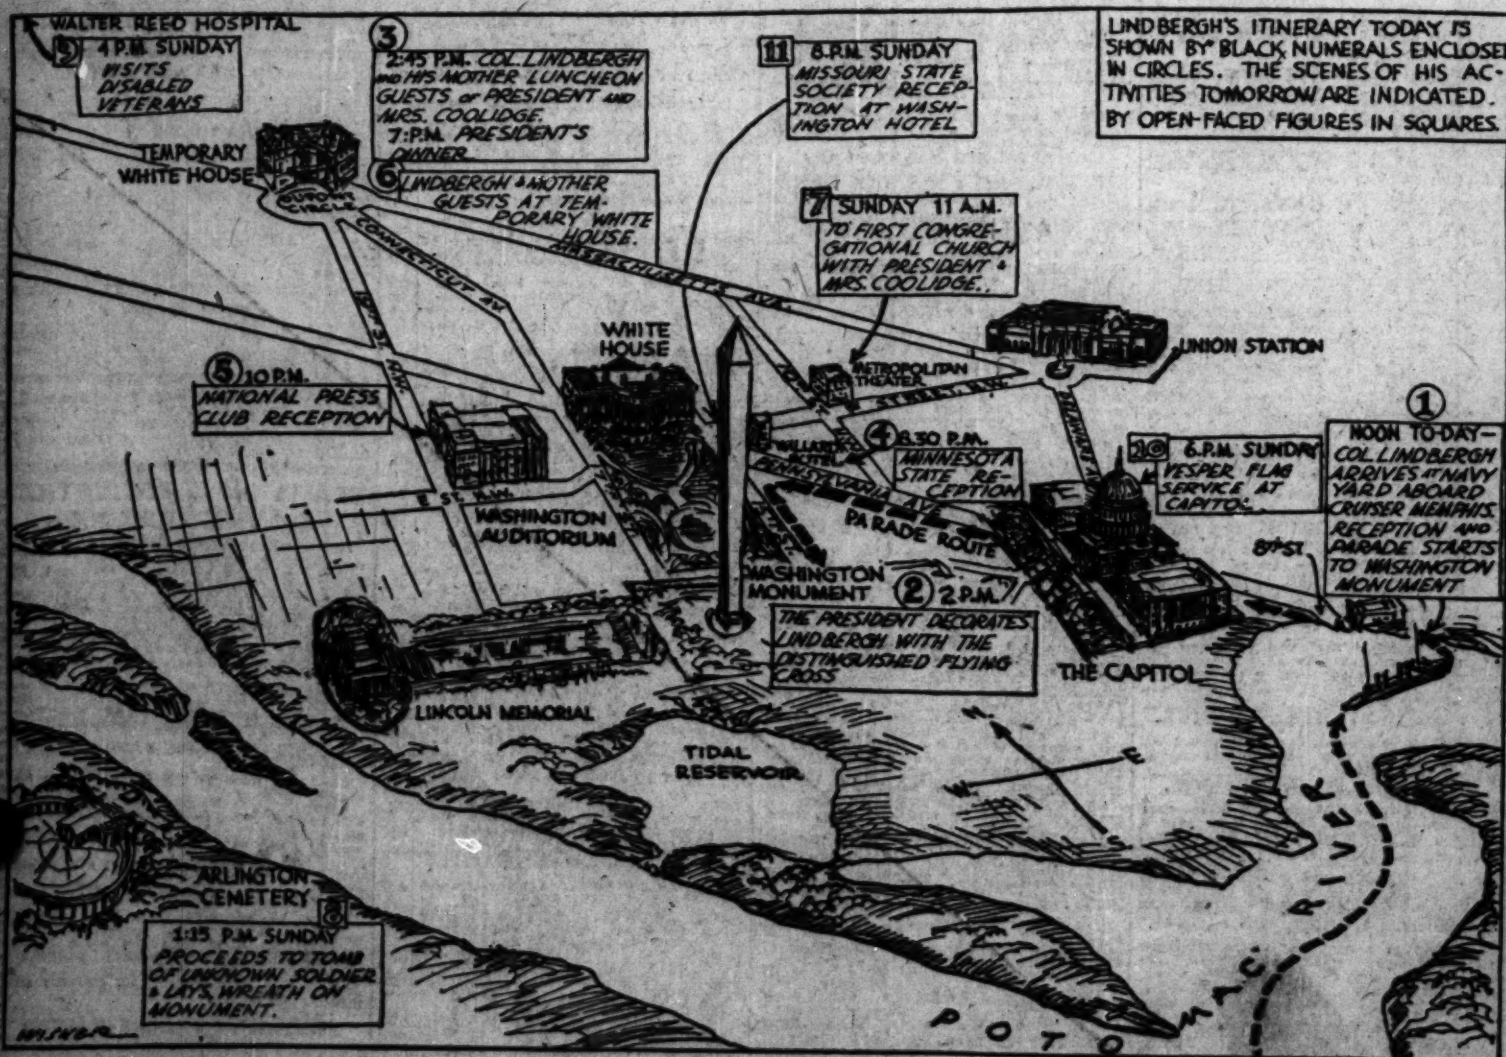 WALTER REED HOSPITAL
9 4 P.M. SUNDAY
VISITS
DISABLED
VETERANS
3
2:45 P.M. COL. LINDBERGH
AND HIS MOTHER LUNCHEON
GUESTS OF PRESIDENT AND
MRS. COOLIDGE.
7:P.M. PRESIDENT'S
DINNER
6
LINDBERGH & MOTHER
GUESTS AT TEM-
PORARY WHITE
HOUSE.
11 8.P.M. SUNDAY
MISSOURI STATE
SOCIETY RECEP-
TION AT WASH-
INGTON HOTEL
LINDBERGH'S ITINERARY TODAY IS
SHOWN BY BLACK NUMERALS ENCLOSED
IN CIRCLES. THE SCENES OF HIS AC-
TIVITIES TOMORROW ARE INDICATED.
BY OPEN-FACED FIGURES IN SQUARES.
TEMPORARY
WHITE HOUSE
DUPONT
CIRCLE
CONNECTICUT AV.
MASSACHUSETTS AVE.
7 SUNDAY 11 A.M.
TO FIRST CONGRE-
GATIONAL CHURCH
WITH PRESIDENT &
MRS. COOLIDGE.
ST. N.W.
WHITE
HOUSE
METROPOLITAN
THEATER
STREET, N.W.
UNION STATION
DELAWARE
5 10 P.M.
NATIONAL PRESS
CLUB RECEPTION
WILLARD
HOTEL
4 8.30 P.M.
MINNESOTA
STATE RE-
CEPTION
PENNSYLVANIA AVE.
PARADE ROUTE
10 6.P.M. SUNDAY
VESPER FLAG
SERVICE AT
CAPITOL.
1
NOON TO-DAY—
COL. LINDBERGH
ARRIVES AT NAVY
YARD ABOARD
CRUISER MEMPHIS.
RECEPTION AND
PARADE STARTS
TO WASHINGTON
MONUMENT
8TH ST.
E ST. N.W.
WASHINGTON
AUDITORIUM
WASHINGTON
MONUMENT
2 2 P.M.
THE PRESIDENT DECORATES
LINDBERGH WITH THE
DISTINGUISHED FLYING
CROSS
THE CAPITOL
LINCOLN MEMORIAL
TIDAL
RESERVOIR
N.
E
W
S.
ARLINGTON
CEMETERY
8
1:15 P.M. SUNDAY
PROCEEDS TO TOMB
OF UNKNOWN SOLDIER
& LAYS WREATH ON
MONUMENT.
POTOMAC RIVER